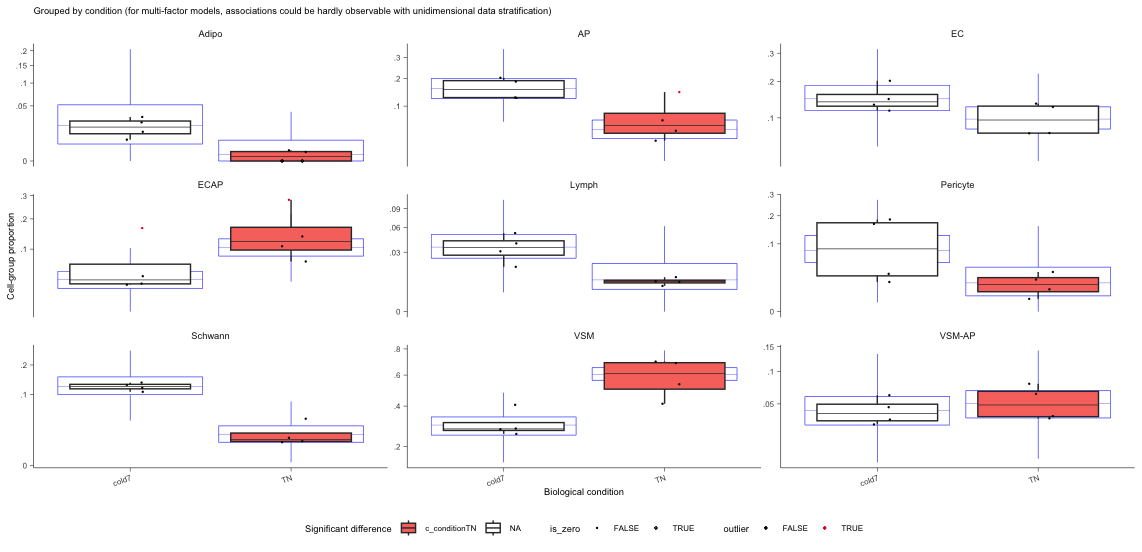 Grouped by condition (for multi-factor models, associations could be hardly observable with unidimensional data stratification)
Cell-group proportion
Adipo
.2
.15
.1
.05
0
AP
.3
.2
.1
EC
.3
.2
.1
ECAP
.3
.2
.1
Lymph
.09
.06
.03
0
Pericyte
.3
.2
.1
0
Schwann
.2
.1
0
VSM
.8
.6
.4
.2
VSM-AP
.15
.1
.05
cold7 TN cold7 TN cold7 TN
Biological condition
Significant difference c_conditionTN NA is_zero FALSE TRUE outlier FALSE TRUE